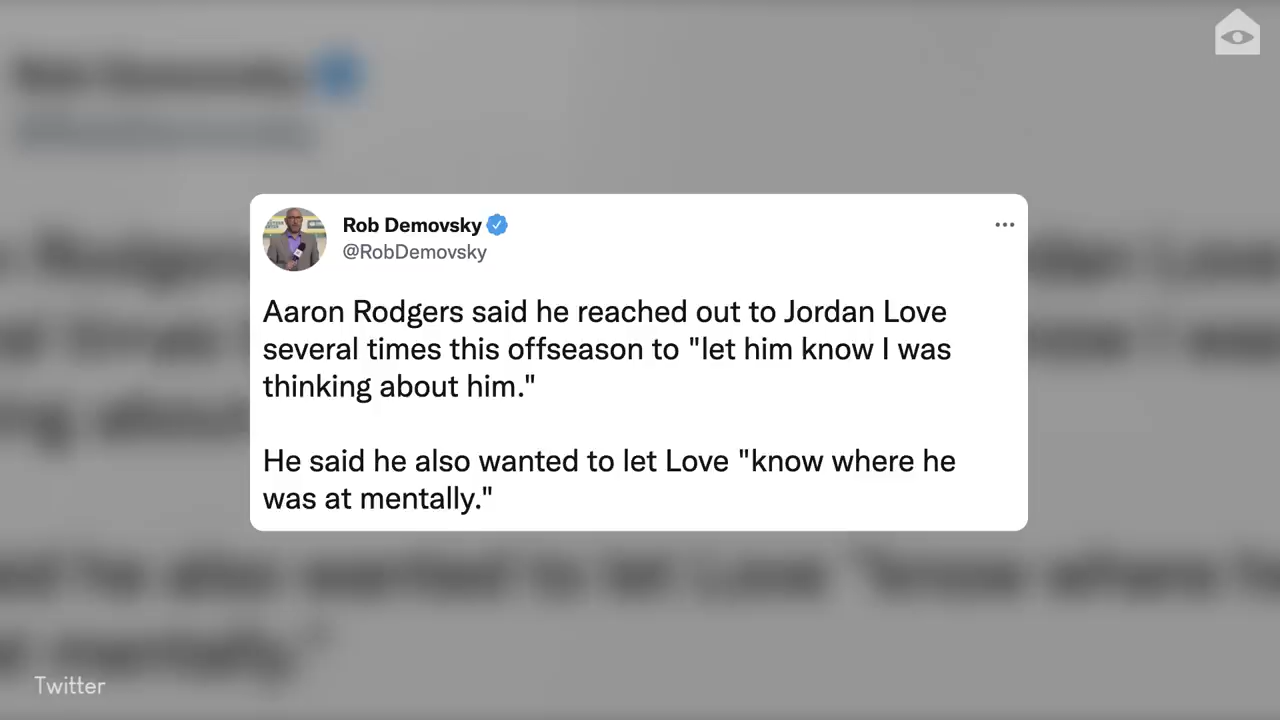 Rob Demovsky
@RobDemovsky
Aaron Rodgers said he reached out to Jordan Love
several times this offseason to "let him know I was
thinking about him."
He said he also wanted to let Love "know where he
was at mentally."
Twitter